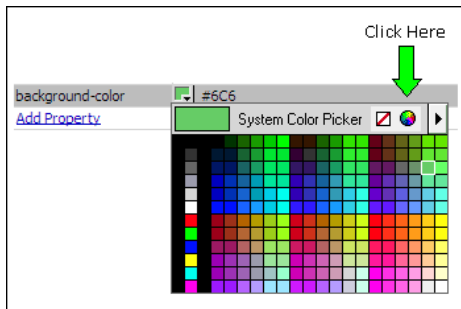 Click Here
background-color #6C6
Add Property
System Color Picker